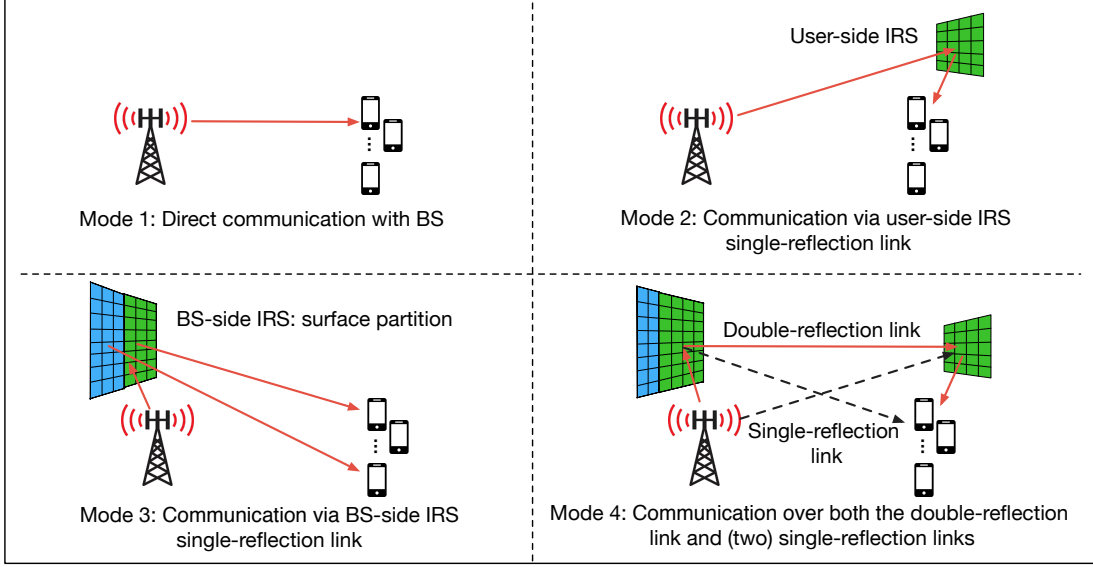 Mode 1: Direct communication with BS
User-side IRS
Mode 2: Communication via user-side IRS
single-reflection link
BS-side IRS: surface partition
Mode 3: Communication via BS-side IRS
single-reflection link
Double-reflection link
Single-reflection
link
Mode 4: Communication over both the double-reflection
link and (two) single-reflection links